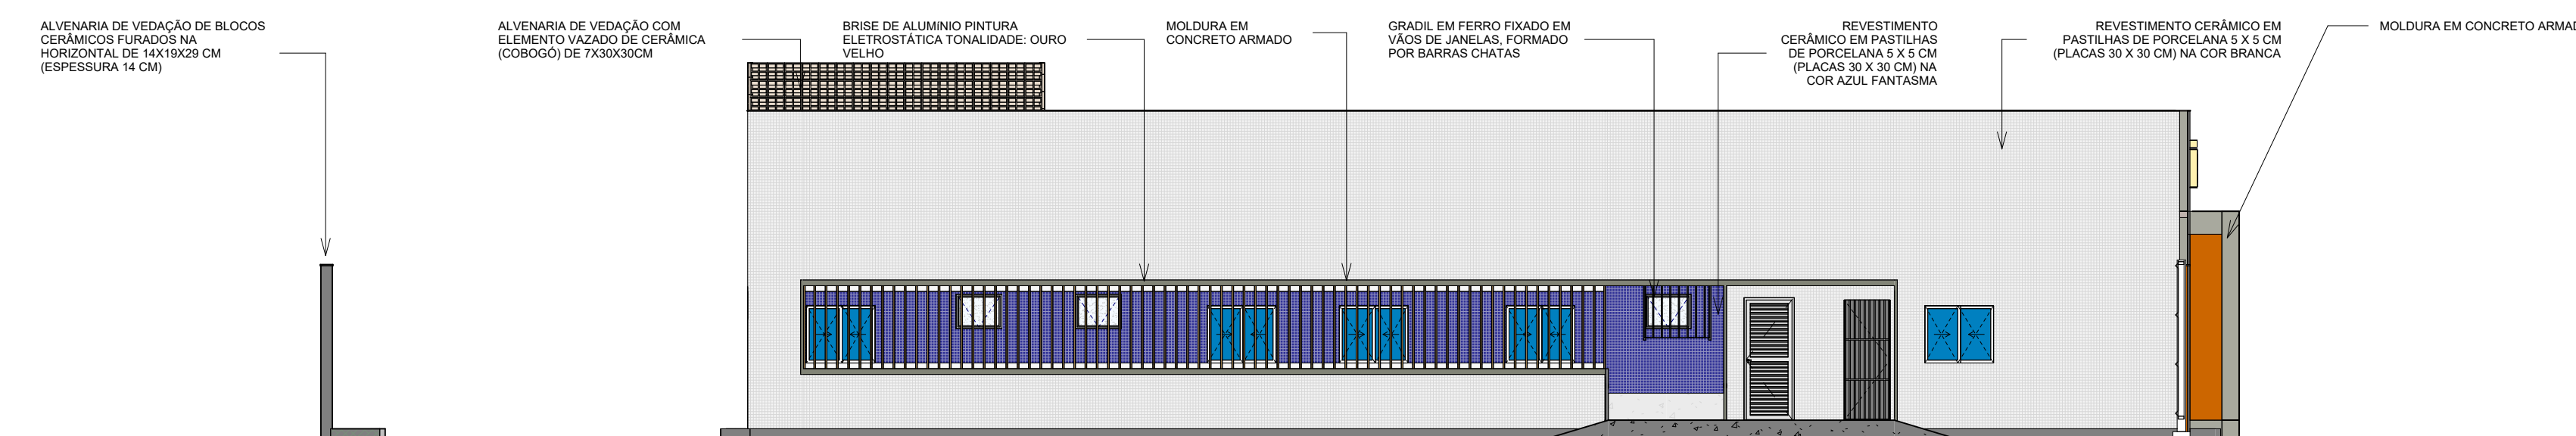 ALVENARIA DE VEDAÇÃO DE BLOCOS
CERÂMICOS FURADOS NA
HORIZONTAL DE 14X19X29 CM
(ESPESSURA 14 CM)
ALVENARIA DE VEDAÇÃO COM
ELEMENTO VAZADO DE CERÂMICA
(COBOGÓ) DE 7X30X30CM
BRISE DE ALUMíNIO PINTURA
ELETROSTÁTICA TONALIDADE: OURO
VELHO
MOLDURA EM
CONCRETO ARMADO
GRADIL EM FERRO FIXADO EM
VÃOS DE JANELAS, FORMADO
POR BARRAS CHATAS
REVESTIMENTO
CERÂMICO EM PASTILHAS
DE PORCELANA 5 X 5 CM
(PLACAS 30 X 30 CM) NA
COR AZUL FANTASMA
REVESTIMENTO CERÂMICO EM
PASTILHAS DE PORCELANA 5 X 5 CM
(PLACAS 30 X 30 CM) NA COR BRANCA
MOLDURA EM CONCRETO